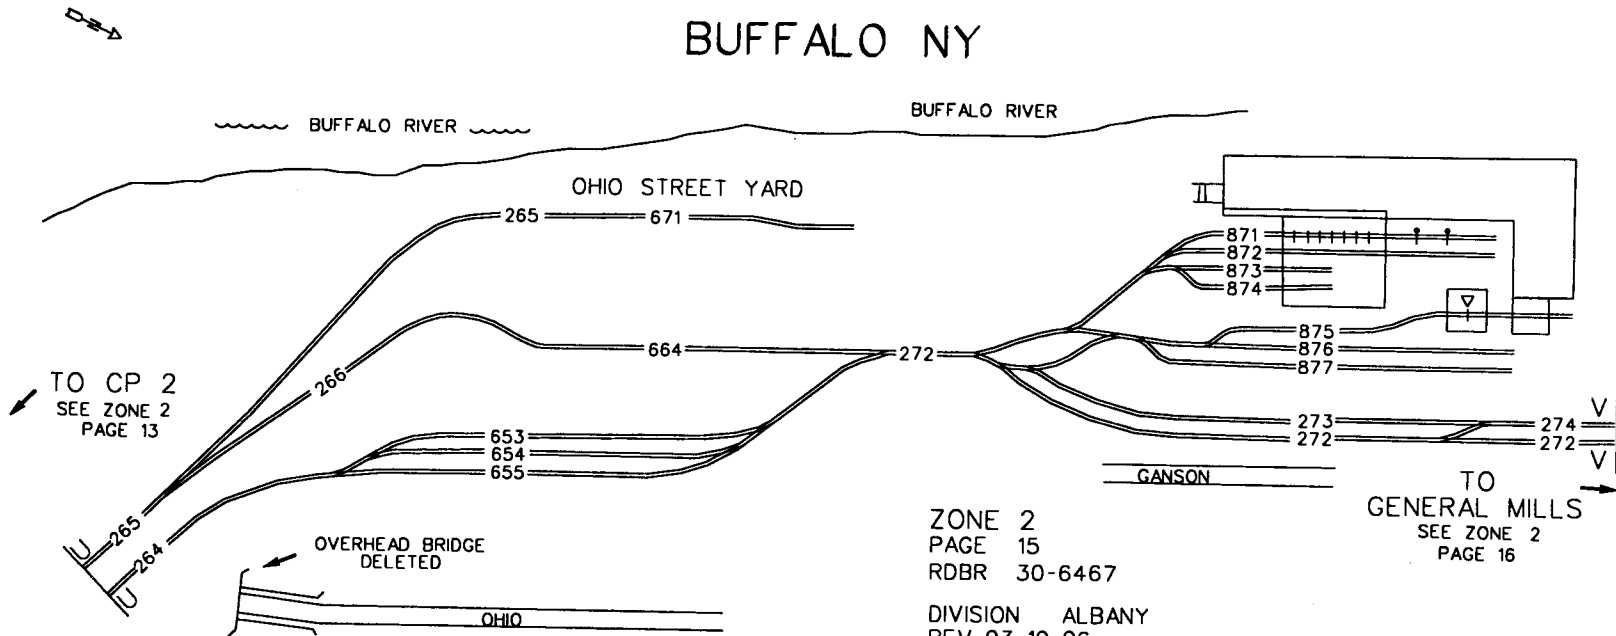 BUFFALO NY
BUFFALO RIVER
BUFFALO RIVER
OHIO STREET YARD
265
671
871
872
873
874
664
272
875
876
877
266
TO CP 2
SEE ZONE 2
PAGE 13
653
654
655
273
274
272
272
V
V
GANSON
TO
GENERAL MILLS
SEE ZONE 2
PAGE 16
265
264
U
U
OVERHEAD BRIDGE
DELETED
OHIO
ZONE 2
PAGE 15
RDBR 30-6467
DIVISION ALBANY